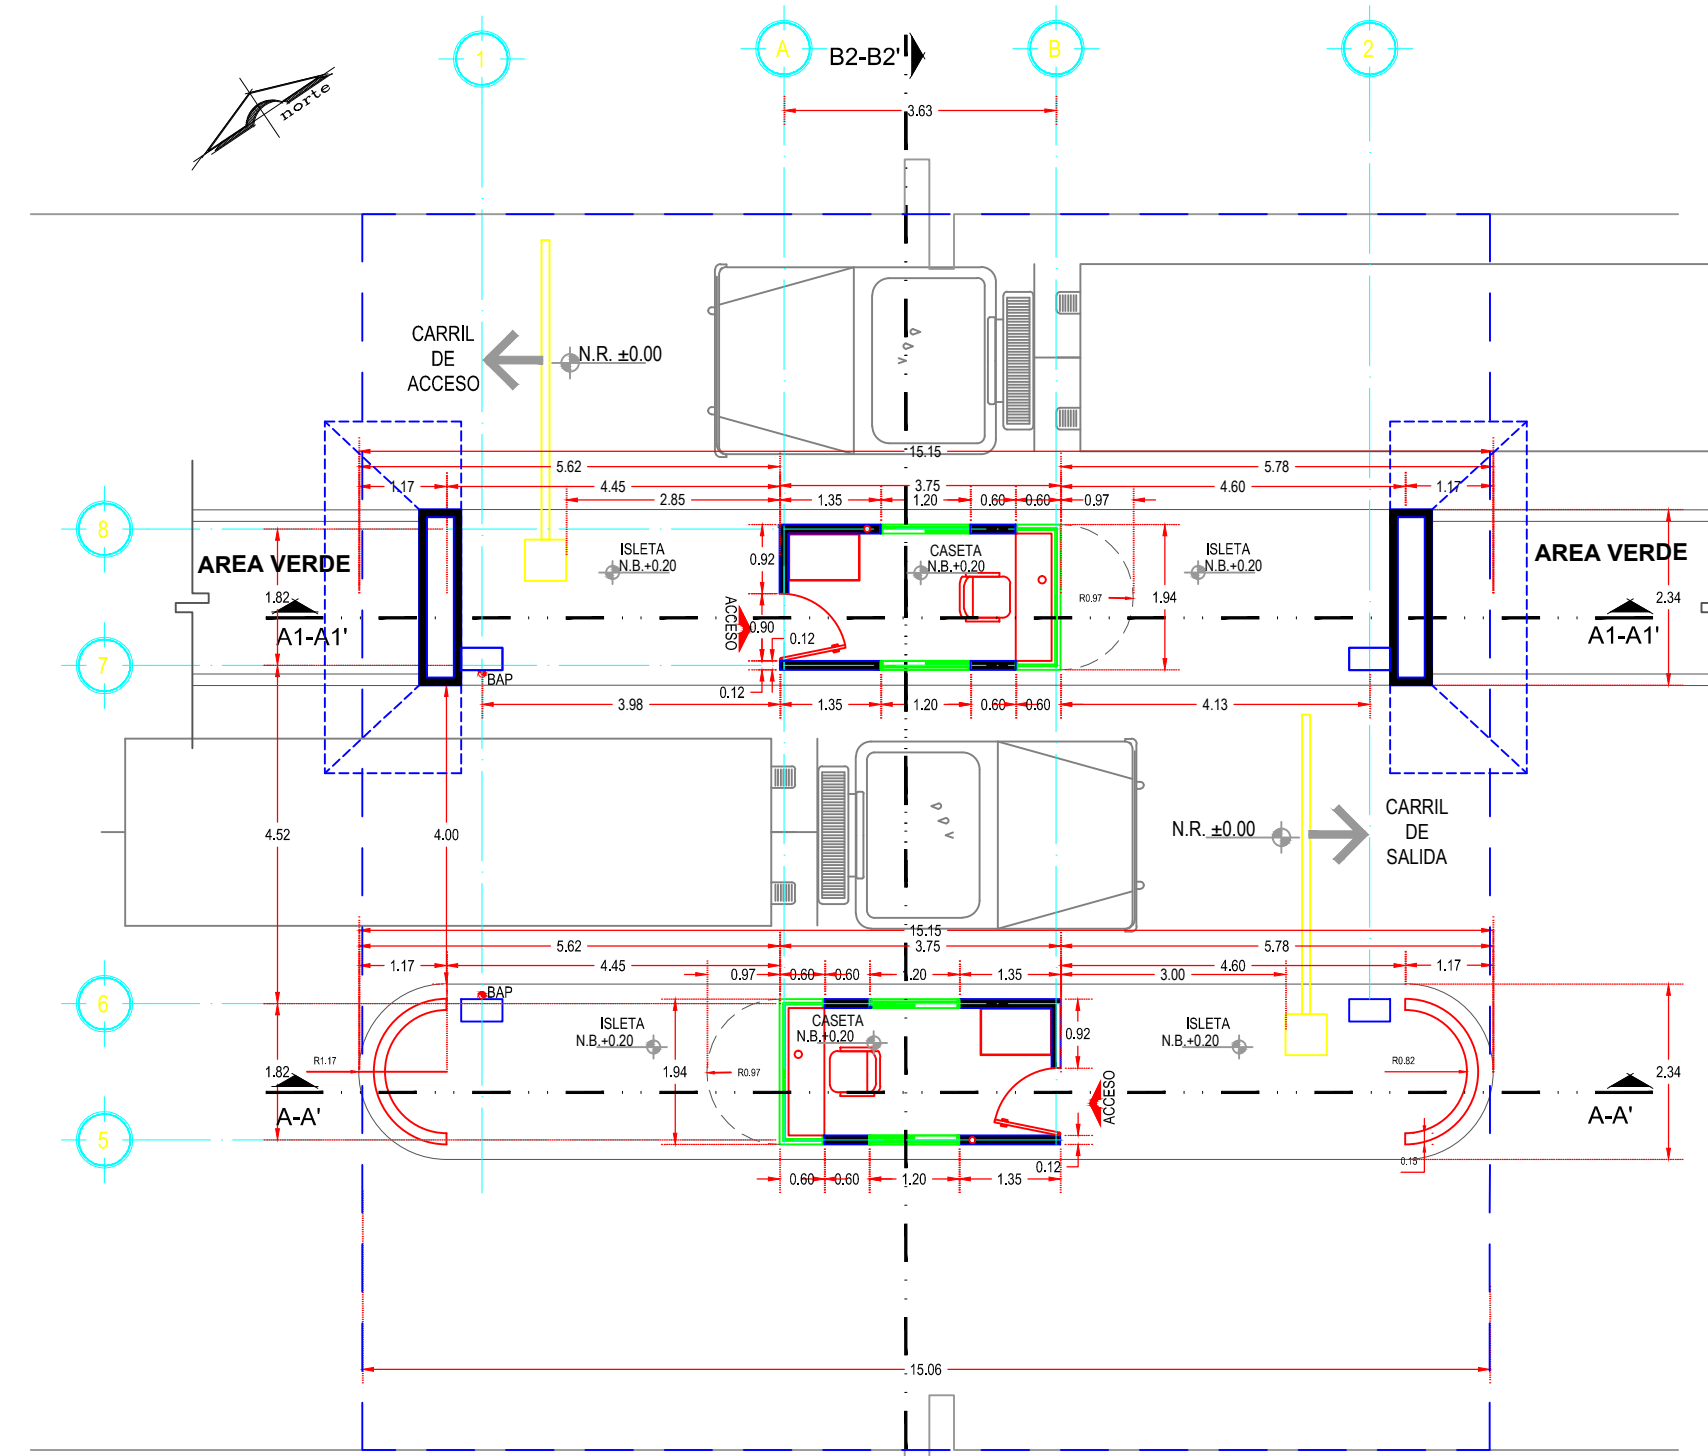 1
A
B2-B2'
B
2
norte
3.63
CARRIL
DE
ACCESO
N.R. ±0.00
15.15
5.62
5.78
1.17
4.45
3.75
4.60
1.17
2.85
1.35
1.20
0.60
0.60
0.97
8
AREA VERDE
ISLETA
N.B.+0.20
0.92
CASETA
N.B.+0.20
ISLETA
N.B.+0.20
AREA VERDE
1.82
A1-A1'
ACCESO
0.90
0.12
R0.97
1.94
2.34
A1-A1'
7
BAP
0.12
3.98
1.35
1.20
0.60
0.60
4.13
4.52
4.00
N.R. ±0.00
CARRIL
DE
SALIDA
15.15
5.62
3.75
5.78
1.17
4.45
4.60
1.17
0.97
0.60
0.60
1.20
1.35
3.00
6
BAP
ISLETA
N.B.+0.20
CASETA
N.B.+0.20
0.92
ISLETA
N.B.+0.20
R1.17
1.82
1.94
R0.97
R0.82
2.34
A-A'
ACCESO
A-A'
5
0.12
0.15
0.60
0.60
1.20
1.35
15.06